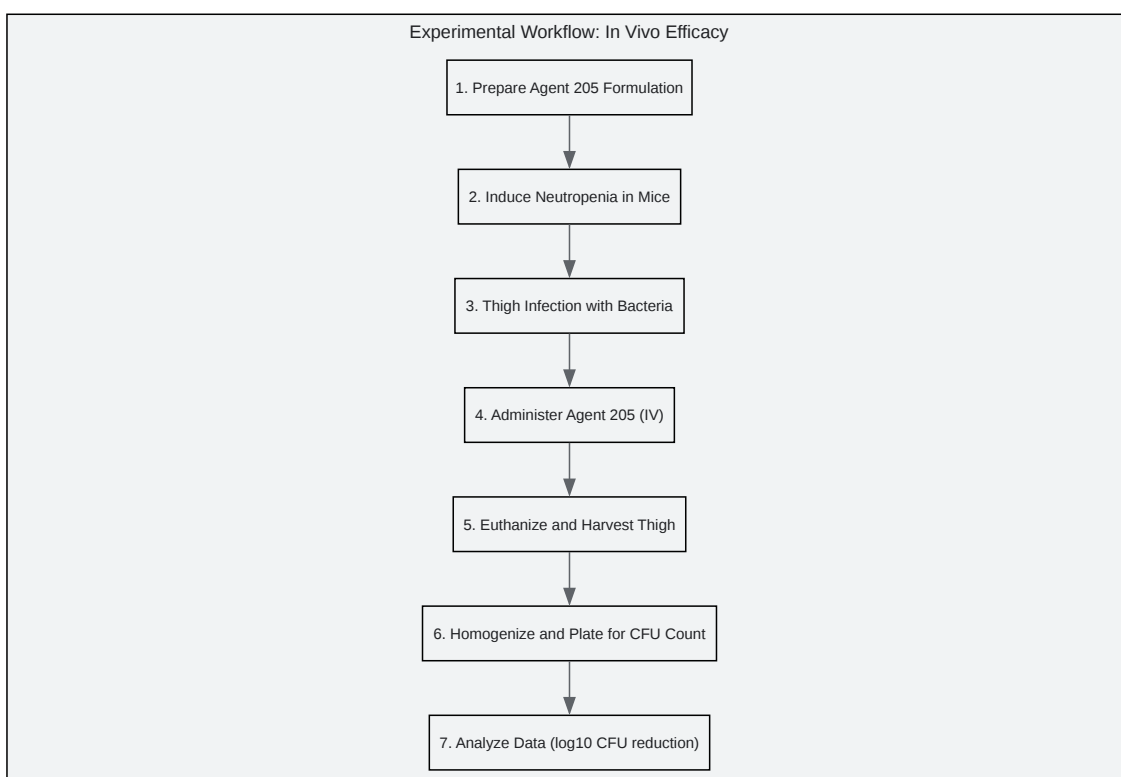 Experimental Workflow: In Vivo Efficacy
1. Prepare Agent 205 Formulation
2. Induce Neutropenia in Mice
3. Thigh Infection with Bacteria
4. Administer Agent 205 (IV)
5. Euthanize and Harvest Thigh
6. Homogenize and Plate for CFU Count
7. Analyze Data (log10 CFU reduction)